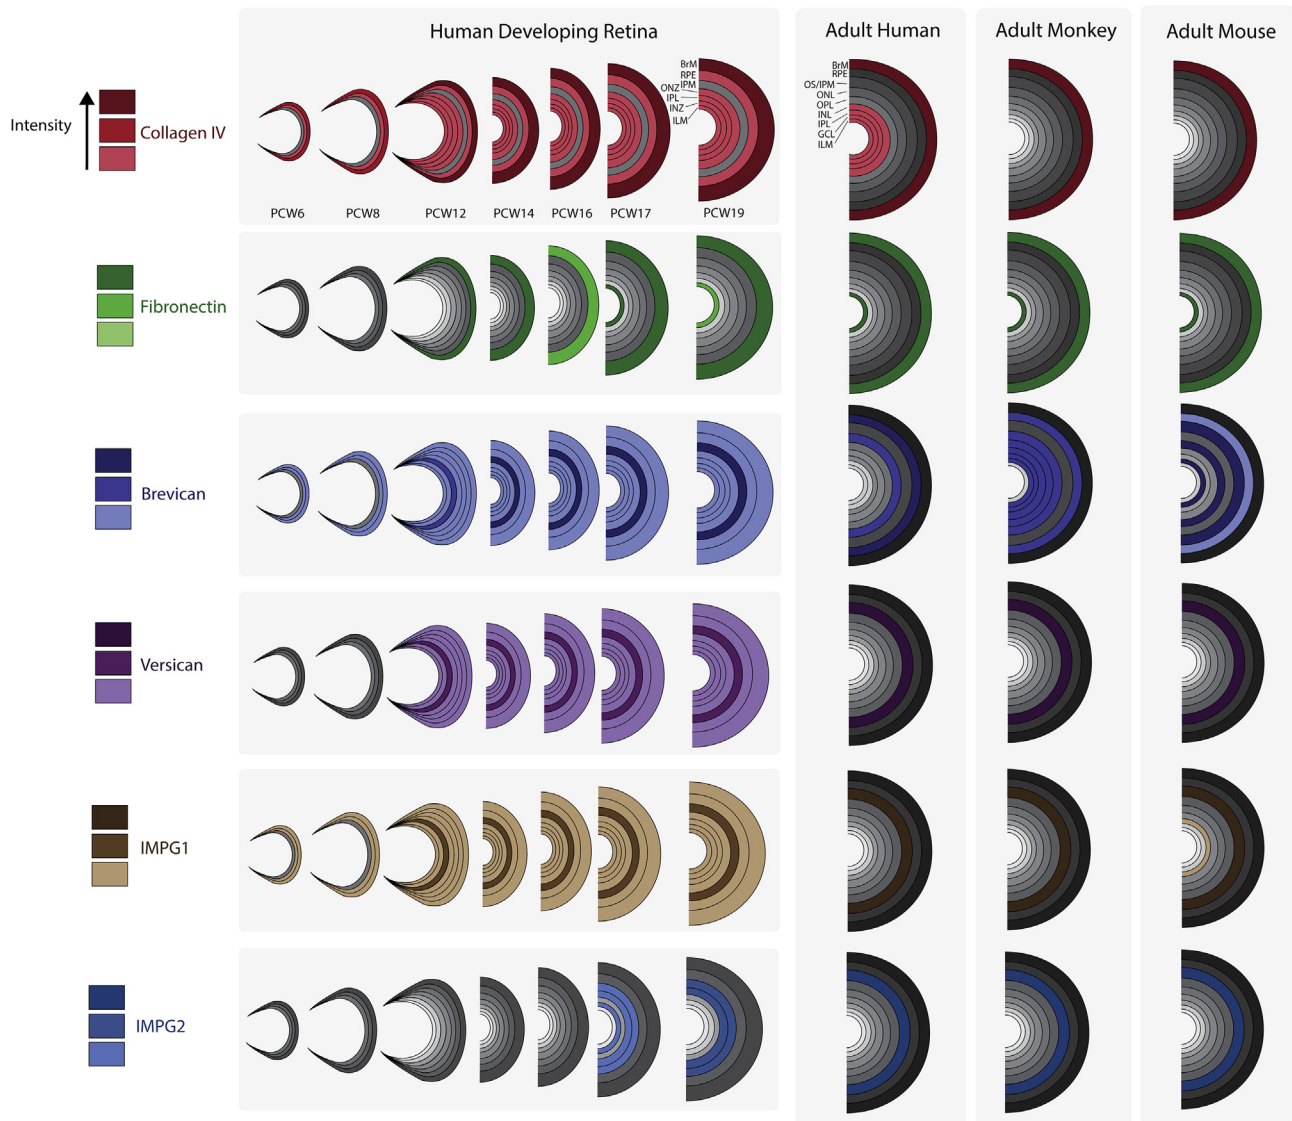 Human Developing Retina
Adult Human
Adult Monkey
Adult Mouse
Intensity
Collagen IV
BrM
RPE
IPM
ONZ
IPL
INZ
ILM
BrM
RPE
OS/IPM
ONL
OPL
INL
IPL
GCL
ILM
PCW6
PCW8
PCW12
PCW14
PCW16
PCW17
PCW19
Fibronectin
Brevican
Versican
IMPG1
IMPG2